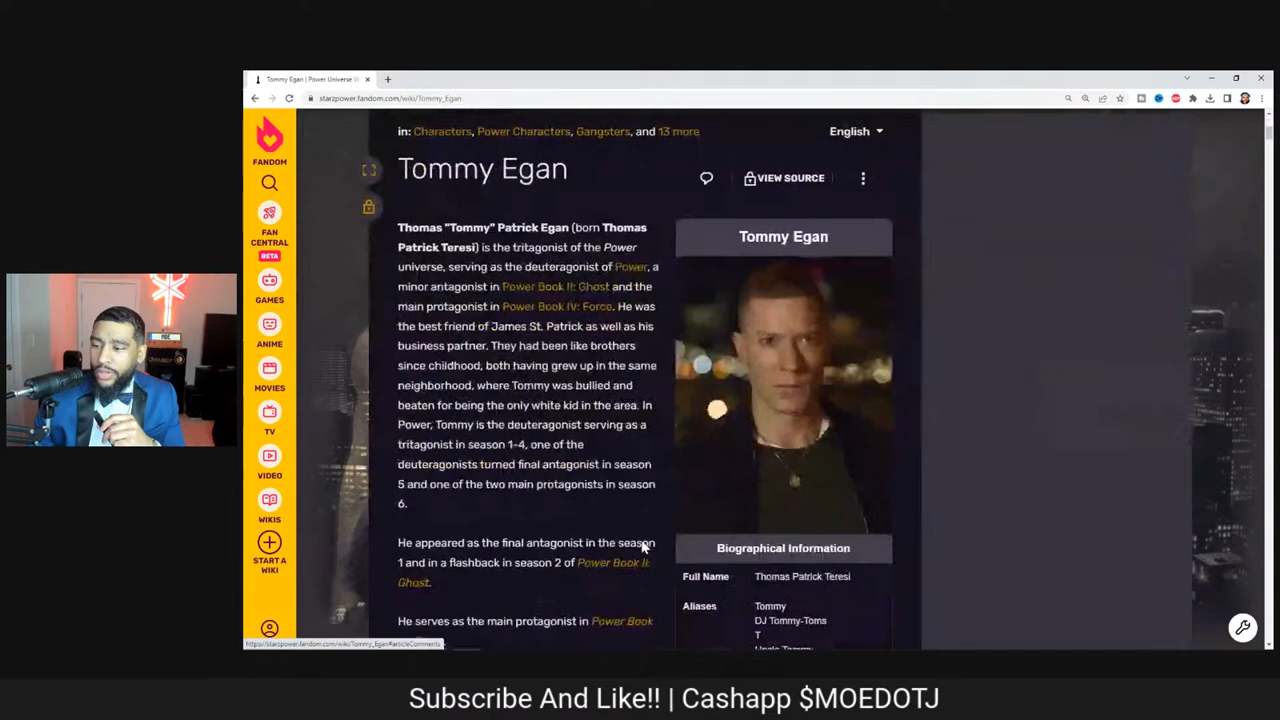 Tommy Egan | Power Universe W
starzpower.fandom.com/wiki/Tommy_Egan
FANDOM
FAN CENTRAL
BETA
GAMES
ANIME
MOVIES
TV
VIDEO
WIKIS
START A WIKI
in: Characters, Power Characters, Gangsters, and 13 more
English
Tommy Egan
VIEW SOURCE
Thomas "Tommy" Patrick Egan (born Thomas
Patrick Teresi) is the tritagonist of the Power
universe, serving as the deuteragonist of Power, a
minor antagonist in Power Book II: Ghost and the
main protagonist in Power Book IV: Force. He was
the best friend of James St. Patrick as well as his
business partner. They had been like brothers
since childhood, both having grew up in the same
neighborhood, where Tommy was bullied and
beaten for being the only white kid in the area. In
Power, Tommy is the deuteragonist serving as a
tritagonist in season 1-4, one of the
deuteragonists turned final antagonist in season
5 and one of the two main protagonists in season
6.
He appeared as the final antagonist in the season
1 and in a flashback in season 2 of Power Book II:
Ghost.
He serves as the main protagonist in Power Book
Tommy Egan
Biographical Information
Full Name Thomas Patrick Teresi
Aliases Tommy
DJ Tommy-Toms
T
Uncle Tommy
https://starzpower.fandom.com/wiki/Tommy_Egan#articleComments
MOE
Subscribe And Like!! | Cashapp $MOEDOTJ